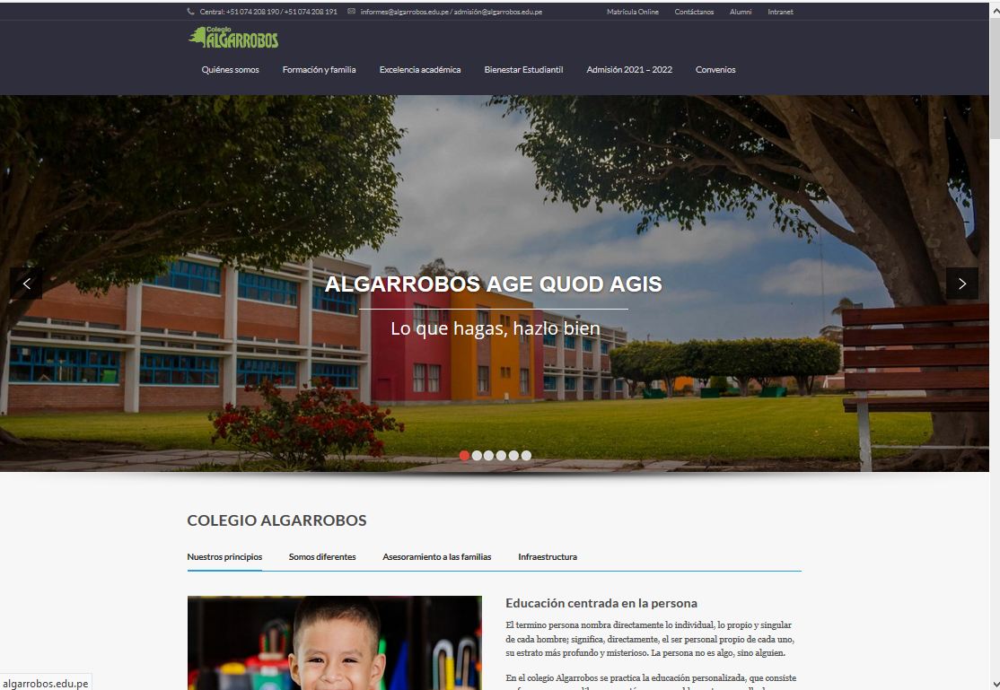 Central: +51 074 208 190 / +51 074 208 191 informes@algarrobos.edu.pe / admisión@algarrobos.edu.pe Matrícula Online Contáctanos Alumni Intranet
Colegio
ALGARROBOS
Quiénes somos Formación y familia Excelencia académica Bienestar Estudiantil Admisión 2021 – 2022 Convenios
ALGARROBOS AGE QUOD AGIS
Lo que hagas, hazlo bien
COLEGIO ALGARROBOS
Nuestros principios Somos diferentes Asesoramiento a las familias Infraestructura
Educación centrada en la persona
El termino persona nombra directamente lo individual, lo propio y singular
de cada hombre; significa, directamente, el ser personal propio de cada uno,
su estrato más profundo y misterioso. La persona no es algo, sino alguien.
En el colegio Algarrobos se practica la educación personalizada, que consiste
algarrobos.edu.pe